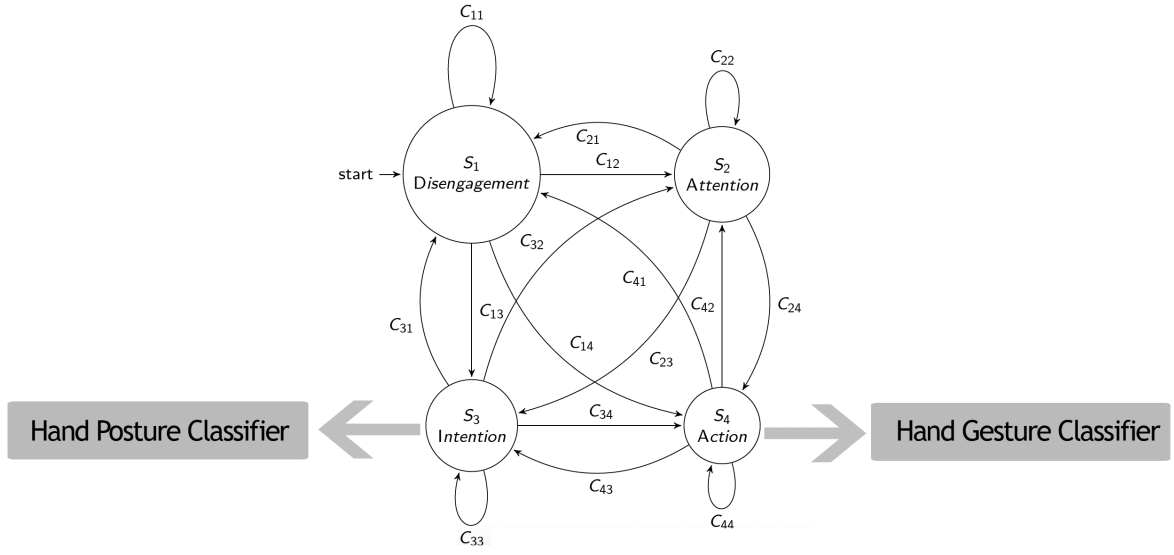 C₁₁
C₂₂
C₂₁
start
S₁
Disengagement
C₁₂
S₂
Attention
C₃₂
C₄₁
C₃₁
C₁₃
C₄₂
C₂₄
C₁₄
C₂₃
Hand Posture Classifier
S₃
Intention
C₃₄
S₄
Action
Hand Gesture Classifier
C₄₃
C₃₃
C₄₄